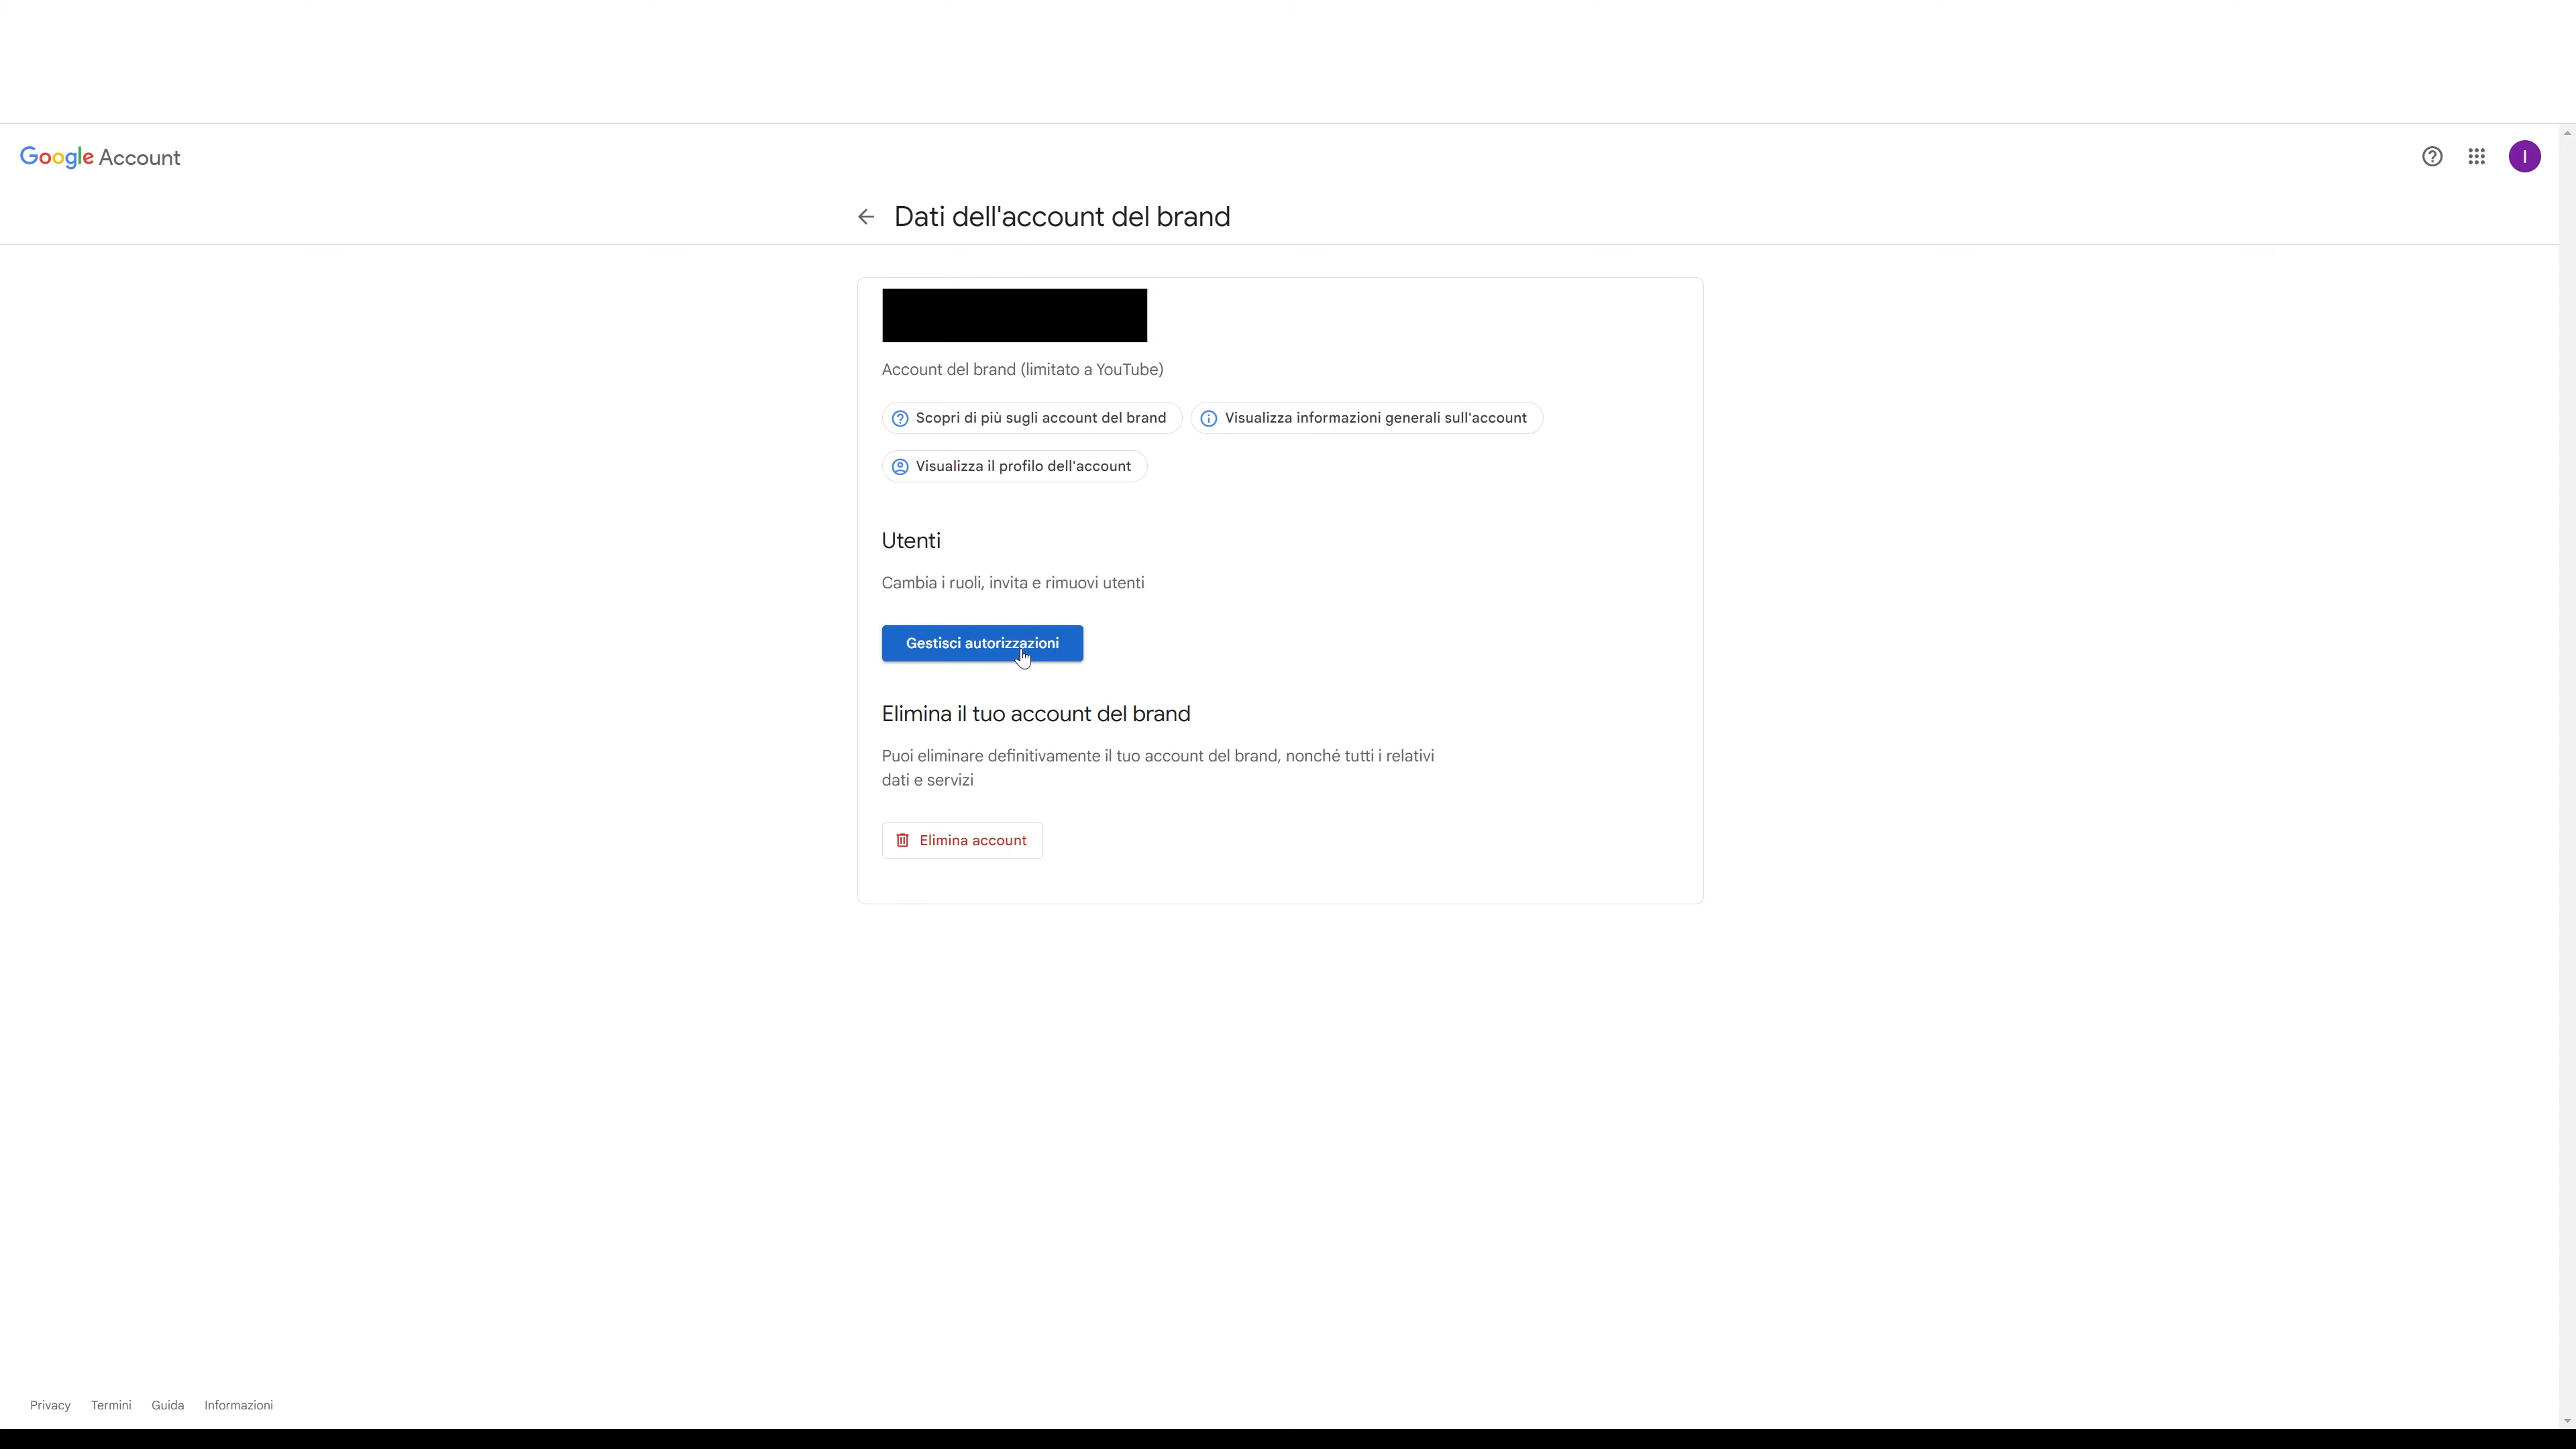 Google Account
Dati dell'account del brand
Account del brand (limitato a YouTube)
Scopri di più sugli account del brand
Visualizza informazioni generali sull'account
Visualizza il profilo dell'account
Utenti
Cambia i ruoli, invita e rimuovi utenti
Gestisci autorizzazioni
Elimina il tuo account del brand
Puoi eliminare definitivamente il tuo account del brand, nonché tutti i relativi
dati e servizi
Elimina account
Privacy Termini Guida Informazioni
I